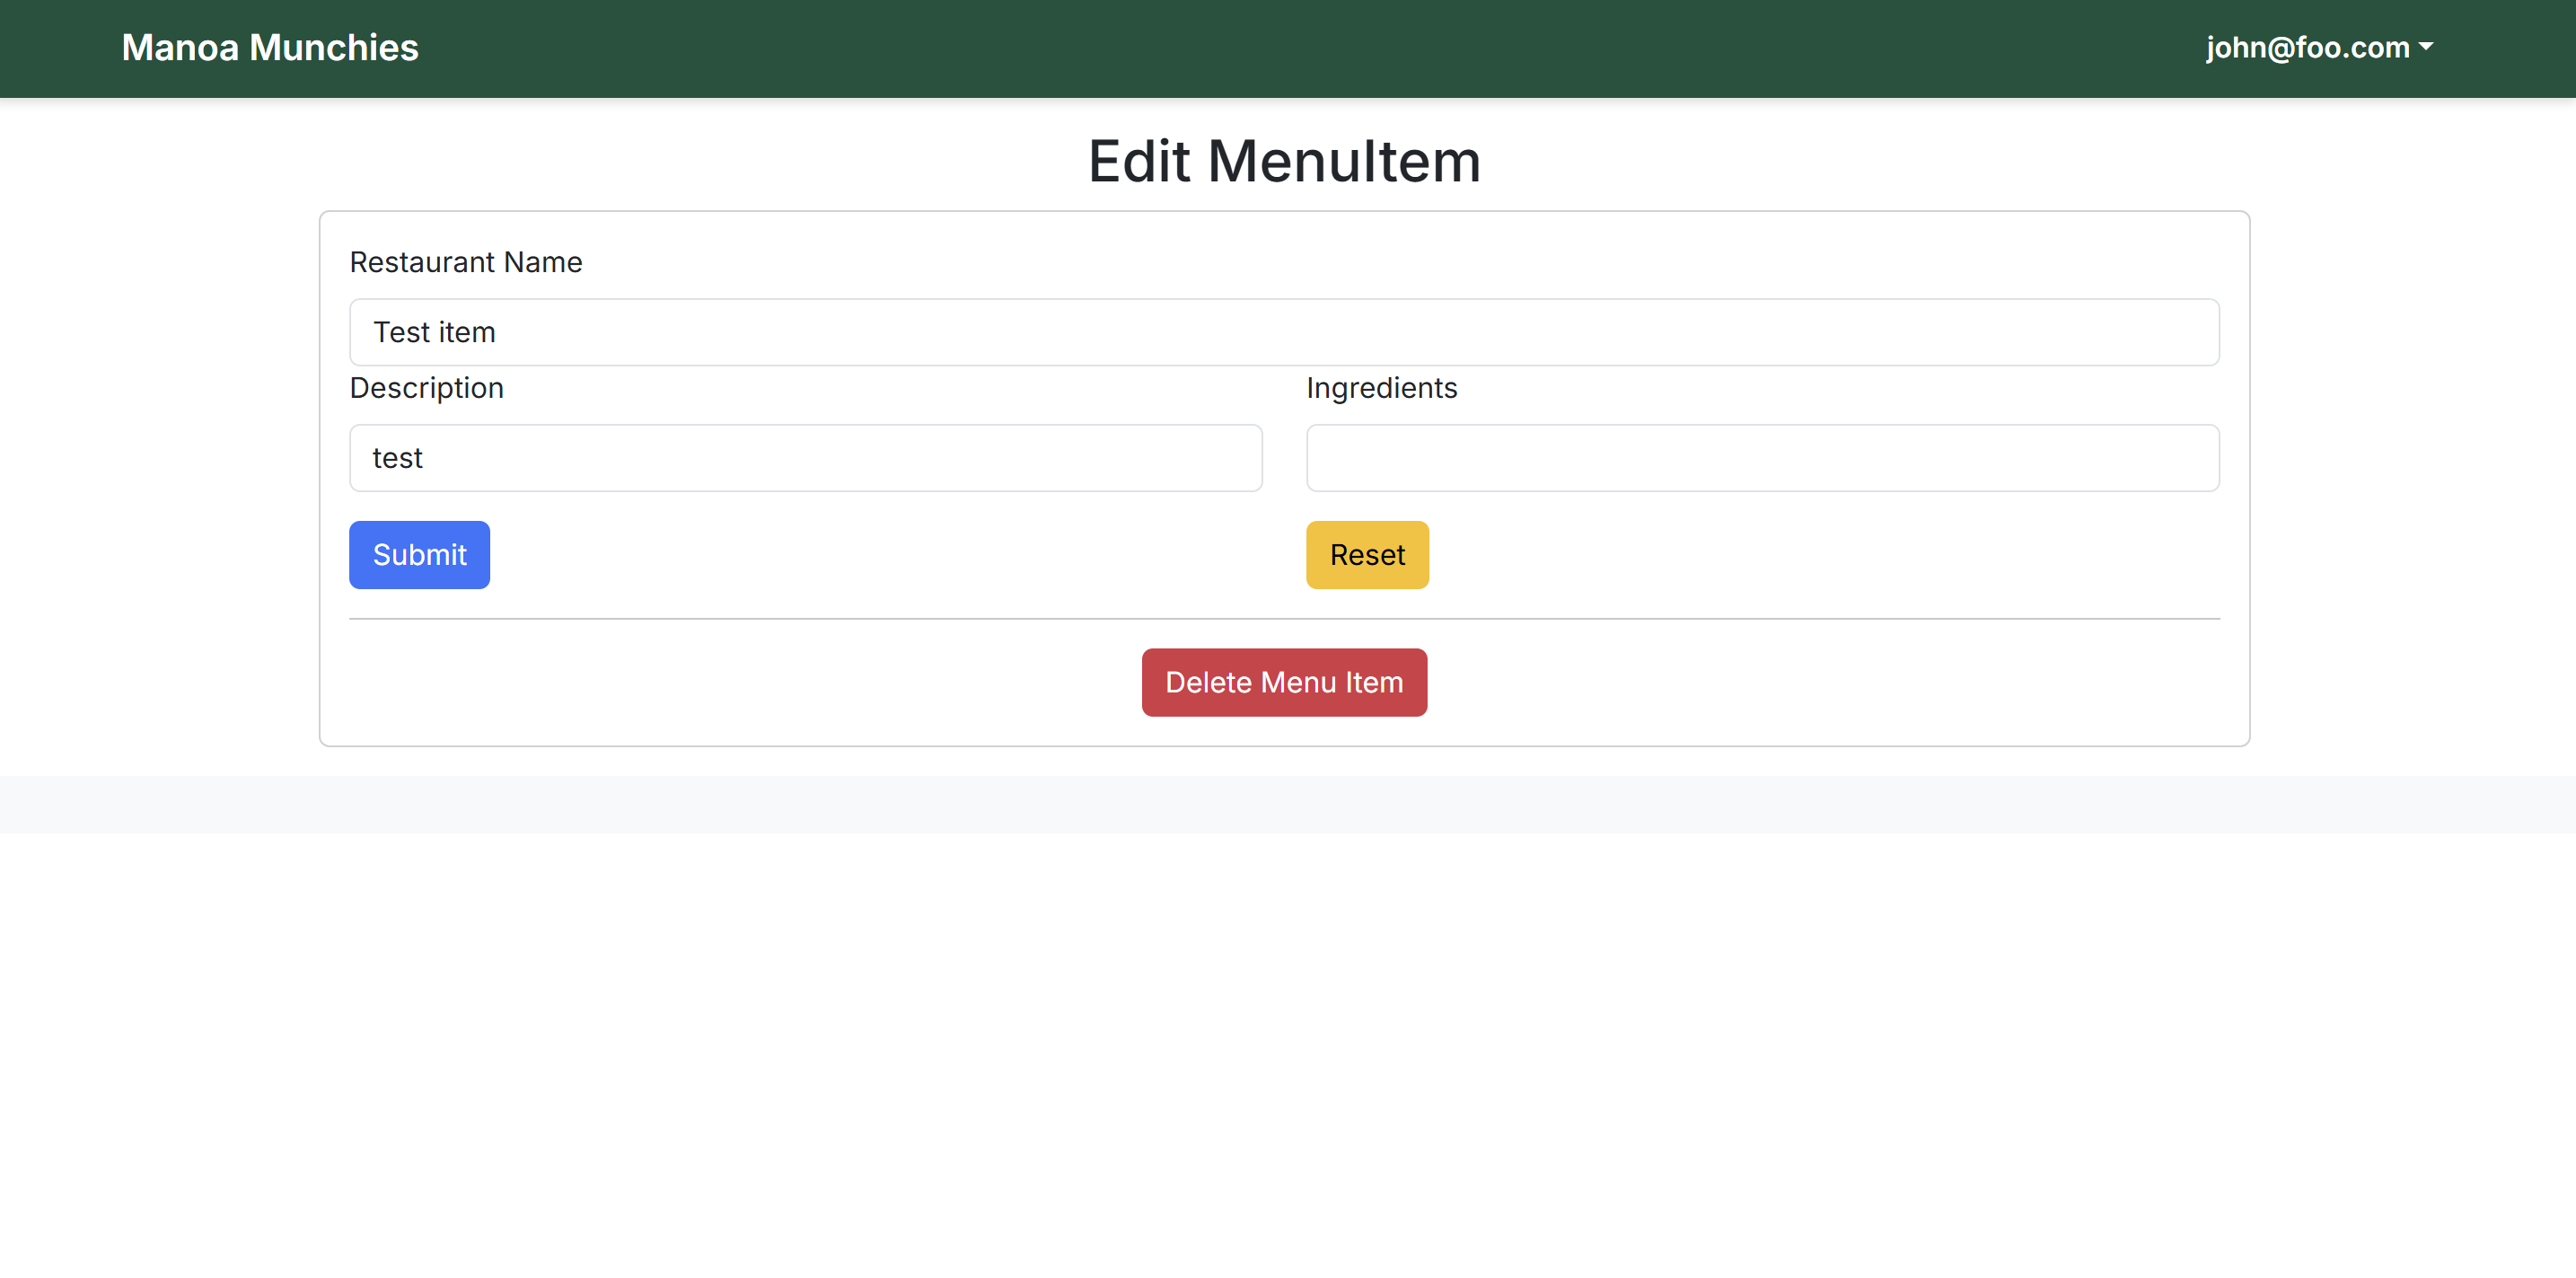 Manoa Munchies john@foo.com
Edit MenuItem
Restaurant Name
Test item
Description Ingredients
test
Submit Reset
Delete Menu Item